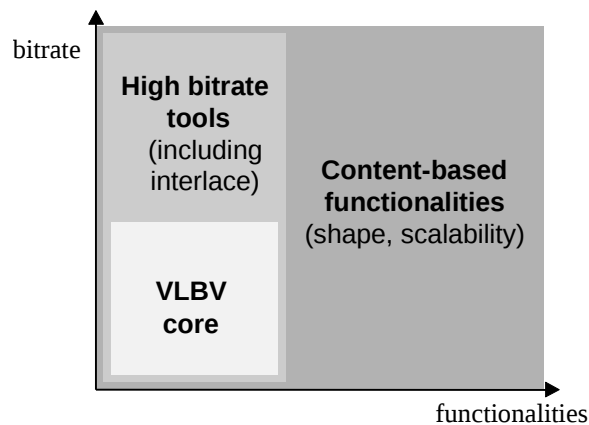 bitrate
High bitrate
tools
(including
interlace)
Content-based
functionalities
(shape, scalability)
VLBV
core
functionalities